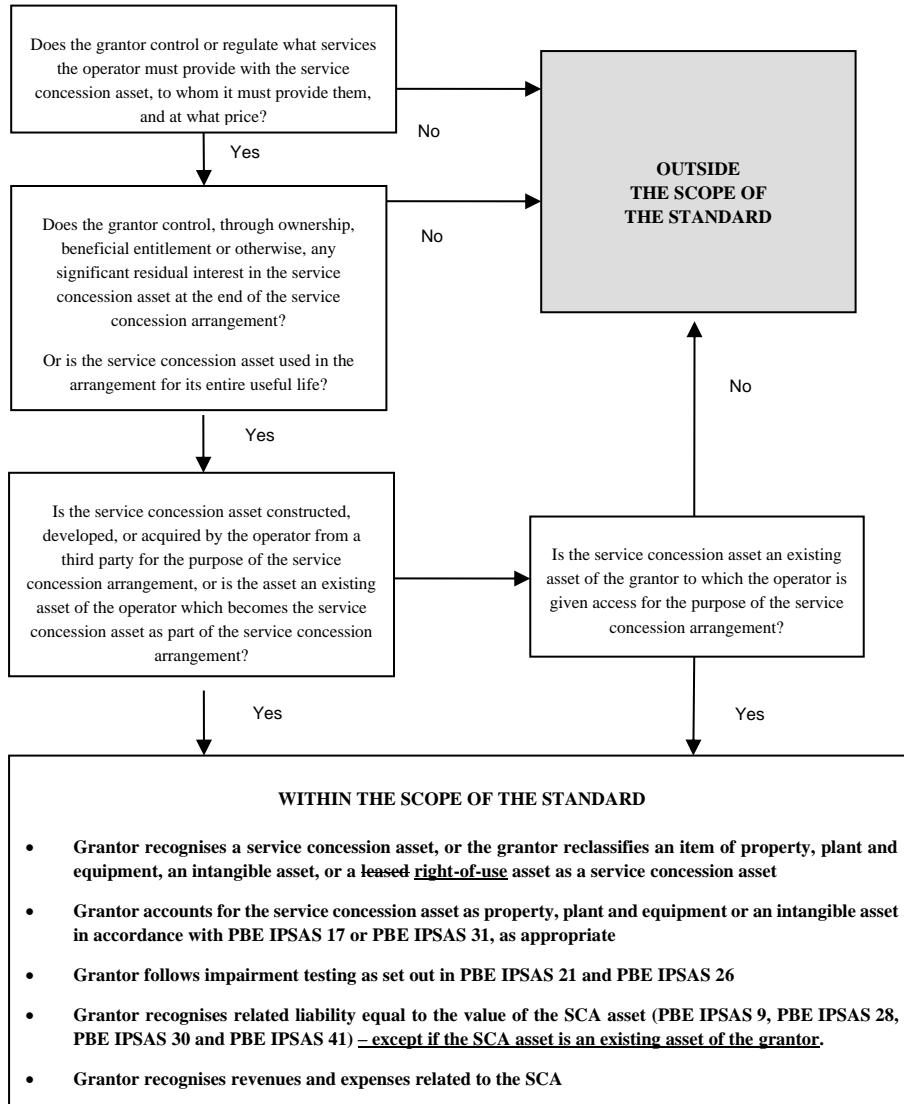 Does the grantor control or regulate what services
the operator must provide with the service
concession asset, to whom it must provide them,
and at what price?
No
Yes
OUTSIDE
THE SCOPE OF
THE STANDARD
Does the grantor control, through ownership,
beneficial entitlement or otherwise, any
significant residual interest in the service
concession asset at the end of the service
concession arrangement?
Or is the service concession asset used in the
arrangement for its entire useful life?
No
No
Yes
Is the service concession asset constructed,
developed, or acquired by the operator from a
third party for the purpose of the service
concession arrangement, or is the asset an existing
asset of the operator which becomes the service
concession asset as part of the service concession
arrangement?
Is the service concession asset an existing
asset of the grantor to which the operator is
given access for the purpose of the service
concession arrangement?
Yes
Yes
WITHIN THE SCOPE OF THE STANDARD
• Grantor recognises a service concession asset, or the grantor reclassifies an item of property, plant and
equipment, an intangible asset, or a leased right-of-use asset as a service concession asset
• Grantor accounts for the service concession asset as property, plant and equipment or an intangible asset
in accordance with PBE IPSAS 17 or PBE IPSAS 31, as appropriate
• Grantor follows impairment testing as set out in PBE IPSAS 21 and PBE IPSAS 26
• Grantor recognises related liability equal to the value of the SCA asset (PBE IPSAS 9, PBE IPSAS 28,
PBE IPSAS 30 and PBE IPSAS 41) – except if the SCA asset is an existing asset of the grantor.
• Grantor recognises revenues and expenses related to the SCA